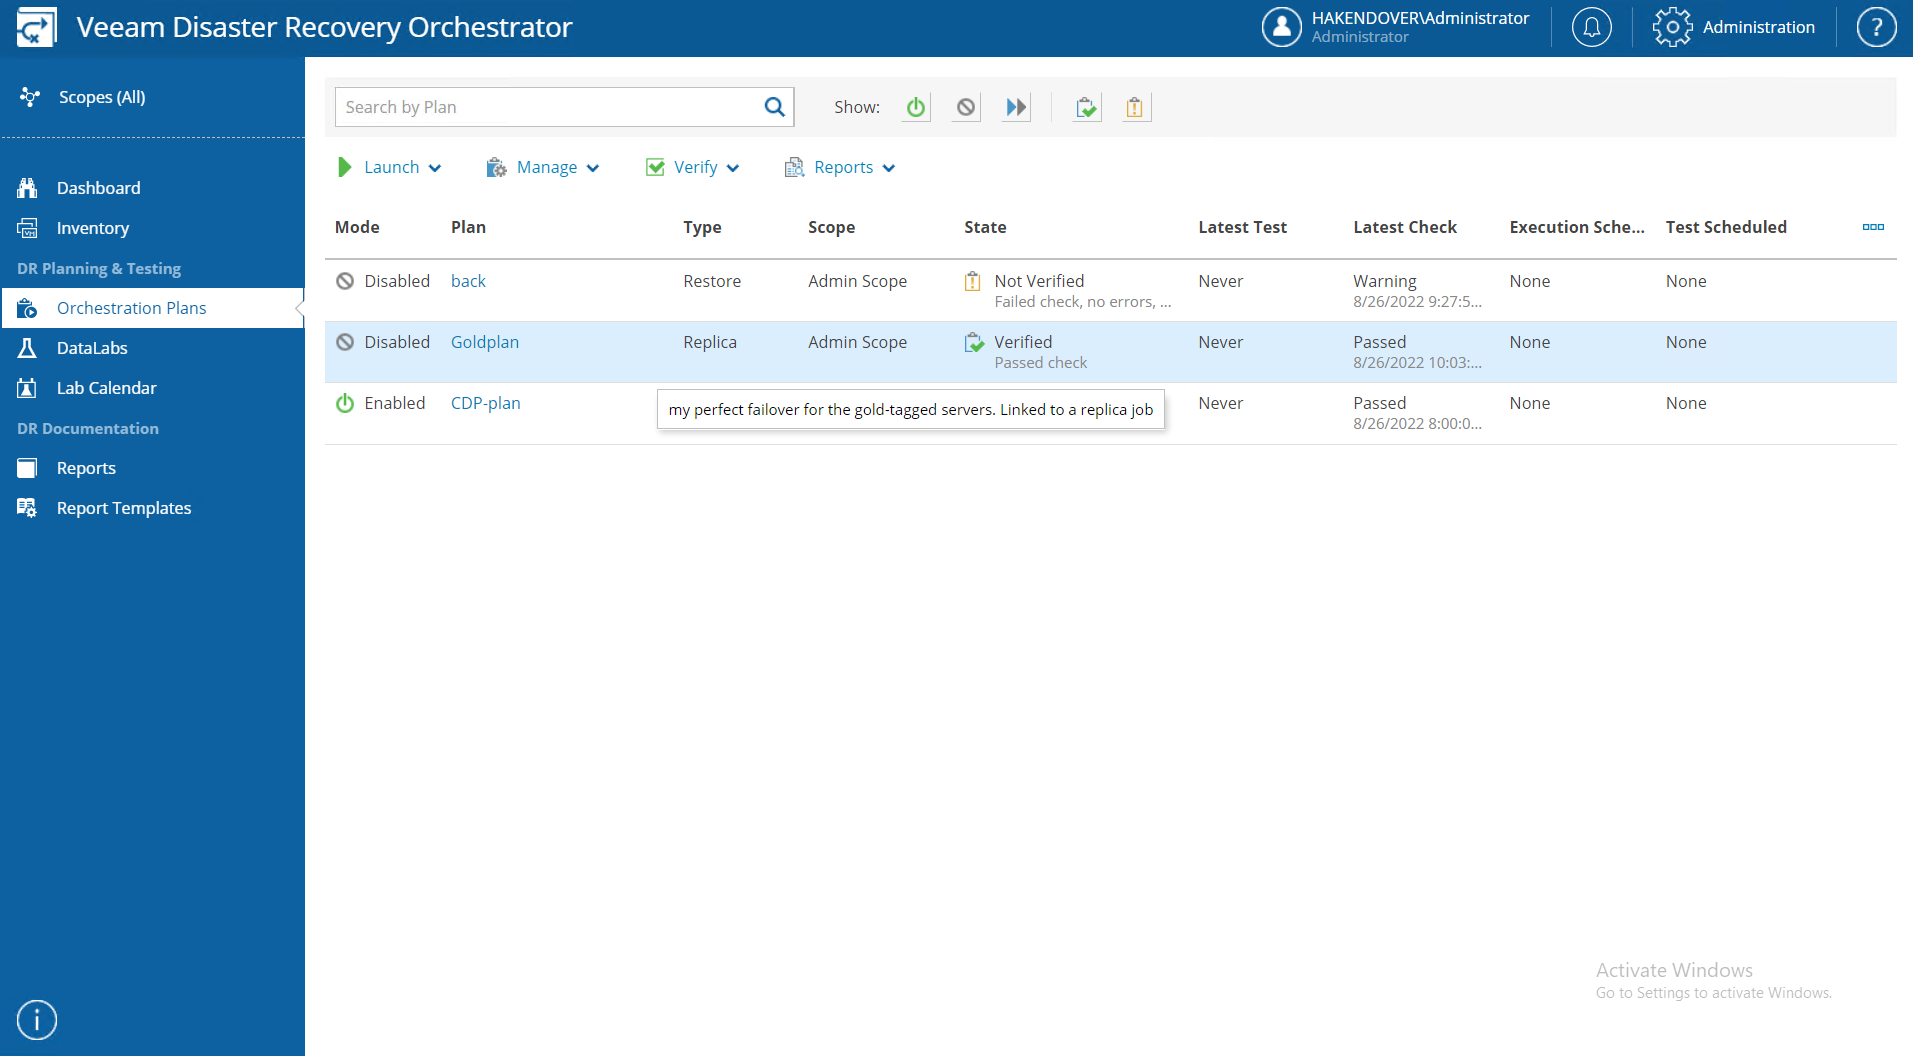 Veeam Disaster Recovery Orchestrator
HAKENDOVER\Administrator
Administrator
Administration
?
Scopes (All)
Dashboard
Inventory
DR Planning & Testing
Orchestration Plans
DataLabs
Lab Calendar
DR Documentation
Reports
Report Templates
i
Search by Plan
Show:
Launch
Manage
Verify
Reports
Mode Plan Type Scope State Latest Test Latest Check Execution Sche... Test Scheduled
Disabled back Restore Admin Scope Not Verified Never Warning None None
Failed check, no errors, ... 8/26/2022 9:27:5...
Disabled Goldplan Replica Admin Scope Verified Never Passed None None
Passed check 8/26/2022 10:03:...
Enabled CDP-plan Never Passed None None
8/26/2022 8:00:0...
my perfect failover for the gold-tagged servers. Linked to a replica job
Activate Windows
Go to Settings to activate Windows.